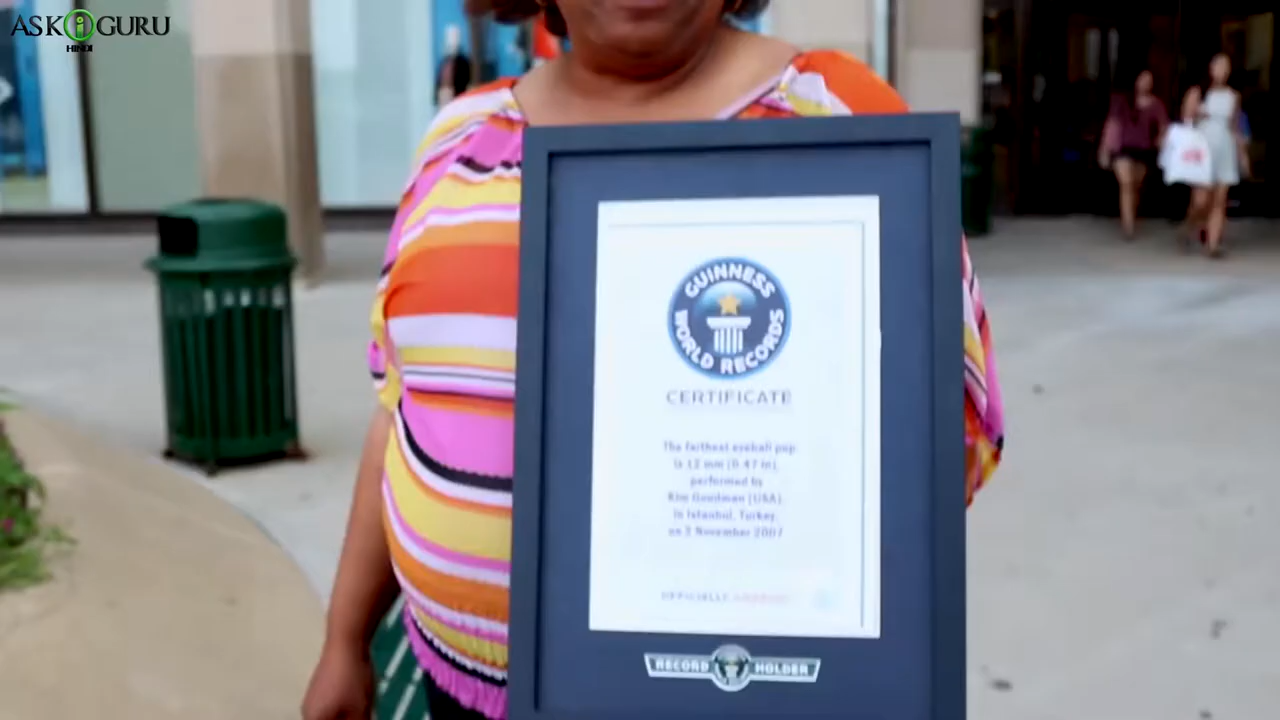 ASK i GURU
HINDI
GUINNESS
WORLD RECORDS
CERTIFICATE
The farthest eyeball pop
is 12 mm (0.47 in),
performed by
Kim Goodman (USA),
in Istanbul, Turkey,
on 2 November 2007
OFFICIALLY AMAZING
RECORD HOLDER